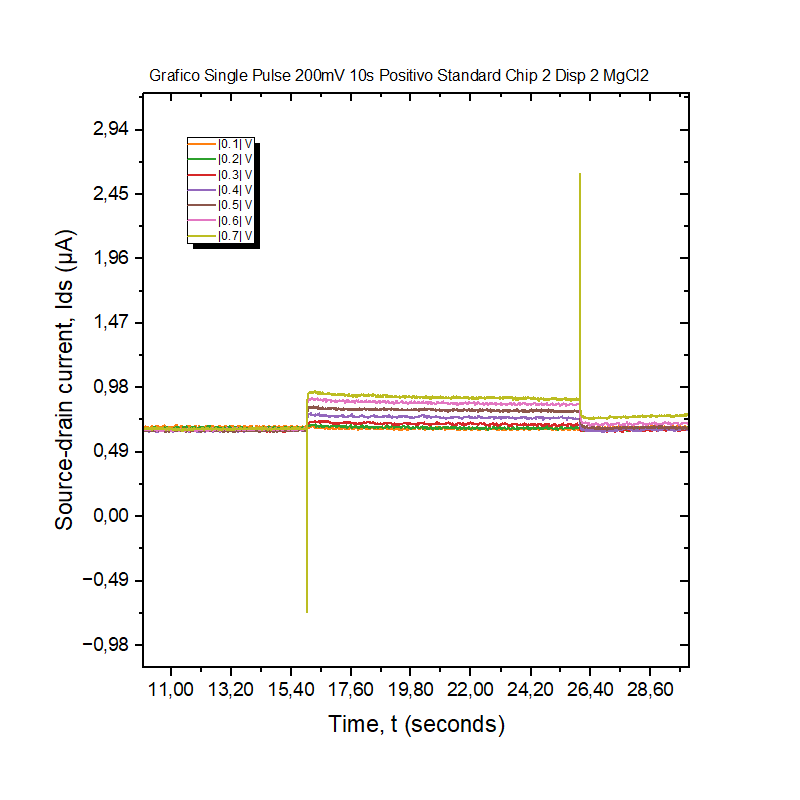 Grafico Single Pulse 200mV 10s Positivo Standard Chip 2 Disp 2 MgCl2
2,94
2,45
1,96
1,47
0,98
0,49
0,00
−0,49
−0,98
Source-drain current, Ids (µA)
|0.1| V
|0.2| V
|0.3| V
|0.4| V
|0.5| V
|0.6| V
|0.7| V
11,00 13,20 15,40 17,60 19,80 22,00 24,20 26,40 28,60
Time, t (seconds)